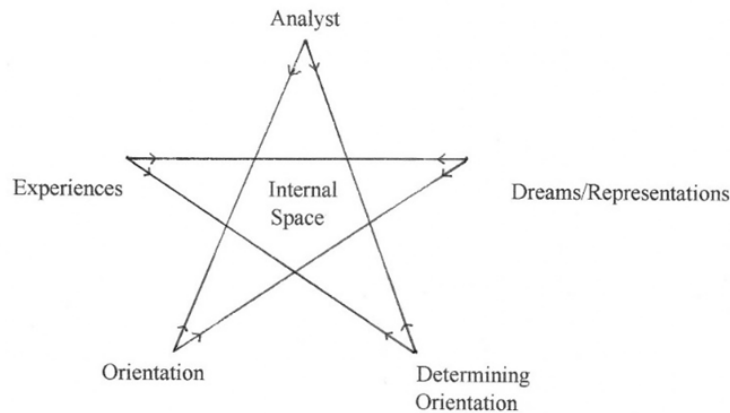 Analyst
Experiences
Internal
Space
Dreams/Representations
Orientation
Determining
Orientation